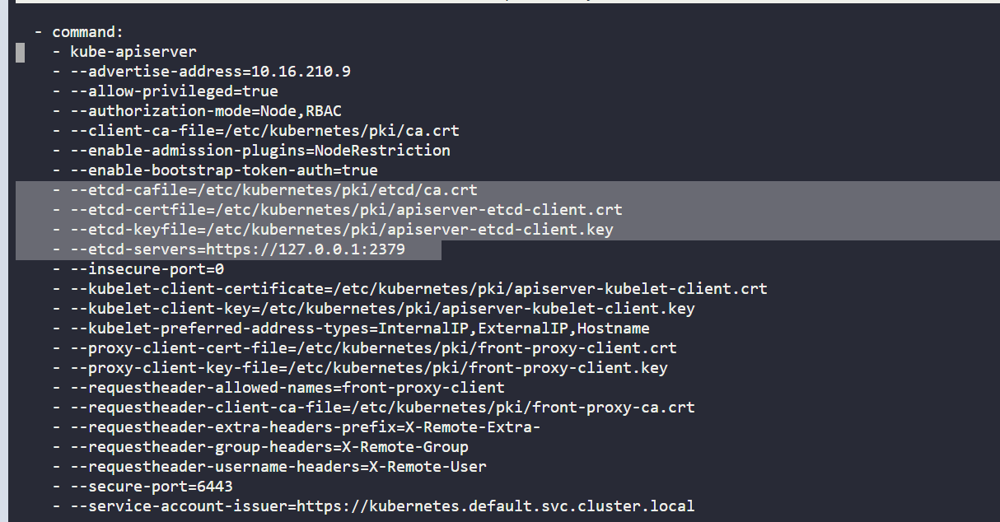 - command:
- kube-apiserver
- --advertise-address=10.16.210.9
- --allow-privileged=true
- --authorization-mode=Node,RBAC
- --client-ca-file=/etc/kubernetes/pki/ca.crt
- --enable-admission-plugins=NodeRestriction
- --enable-bootstrap-token-auth=true
- --etcd-cafile=/etc/kubernetes/pki/etcd/ca.crt
- --etcd-certfile=/etc/kubernetes/pki/apiserver-etcd-client.crt
- --etcd-keyfile=/etc/kubernetes/pki/apiserver-etcd-client.key
- --etcd-servers=https://127.0.0.1:2379
- --insecure-port=0
- --kubelet-client-certificate=/etc/kubernetes/pki/apiserver-kubelet-client.crt
- --kubelet-client-key=/etc/kubernetes/pki/apiserver-kubelet-client.key
- --kubelet-preferred-address-types=InternalIP,ExternalIP,Hostname
- --proxy-client-cert-file=/etc/kubernetes/pki/front-proxy-client.crt
- --proxy-client-key-file=/etc/kubernetes/pki/front-proxy-client.key
- --requestheader-allowed-names=front-proxy-client
- --requestheader-client-ca-file=/etc/kubernetes/pki/front-proxy-ca.crt
- --requestheader-extra-headers-prefix=X-Remote-Extra-
- --requestheader-group-headers=X-Remote-Group
- --requestheader-username-headers=X-Remote-User
- --secure-port=6443
- --service-account-issuer=https://kubernetes.default.svc.cluster.local